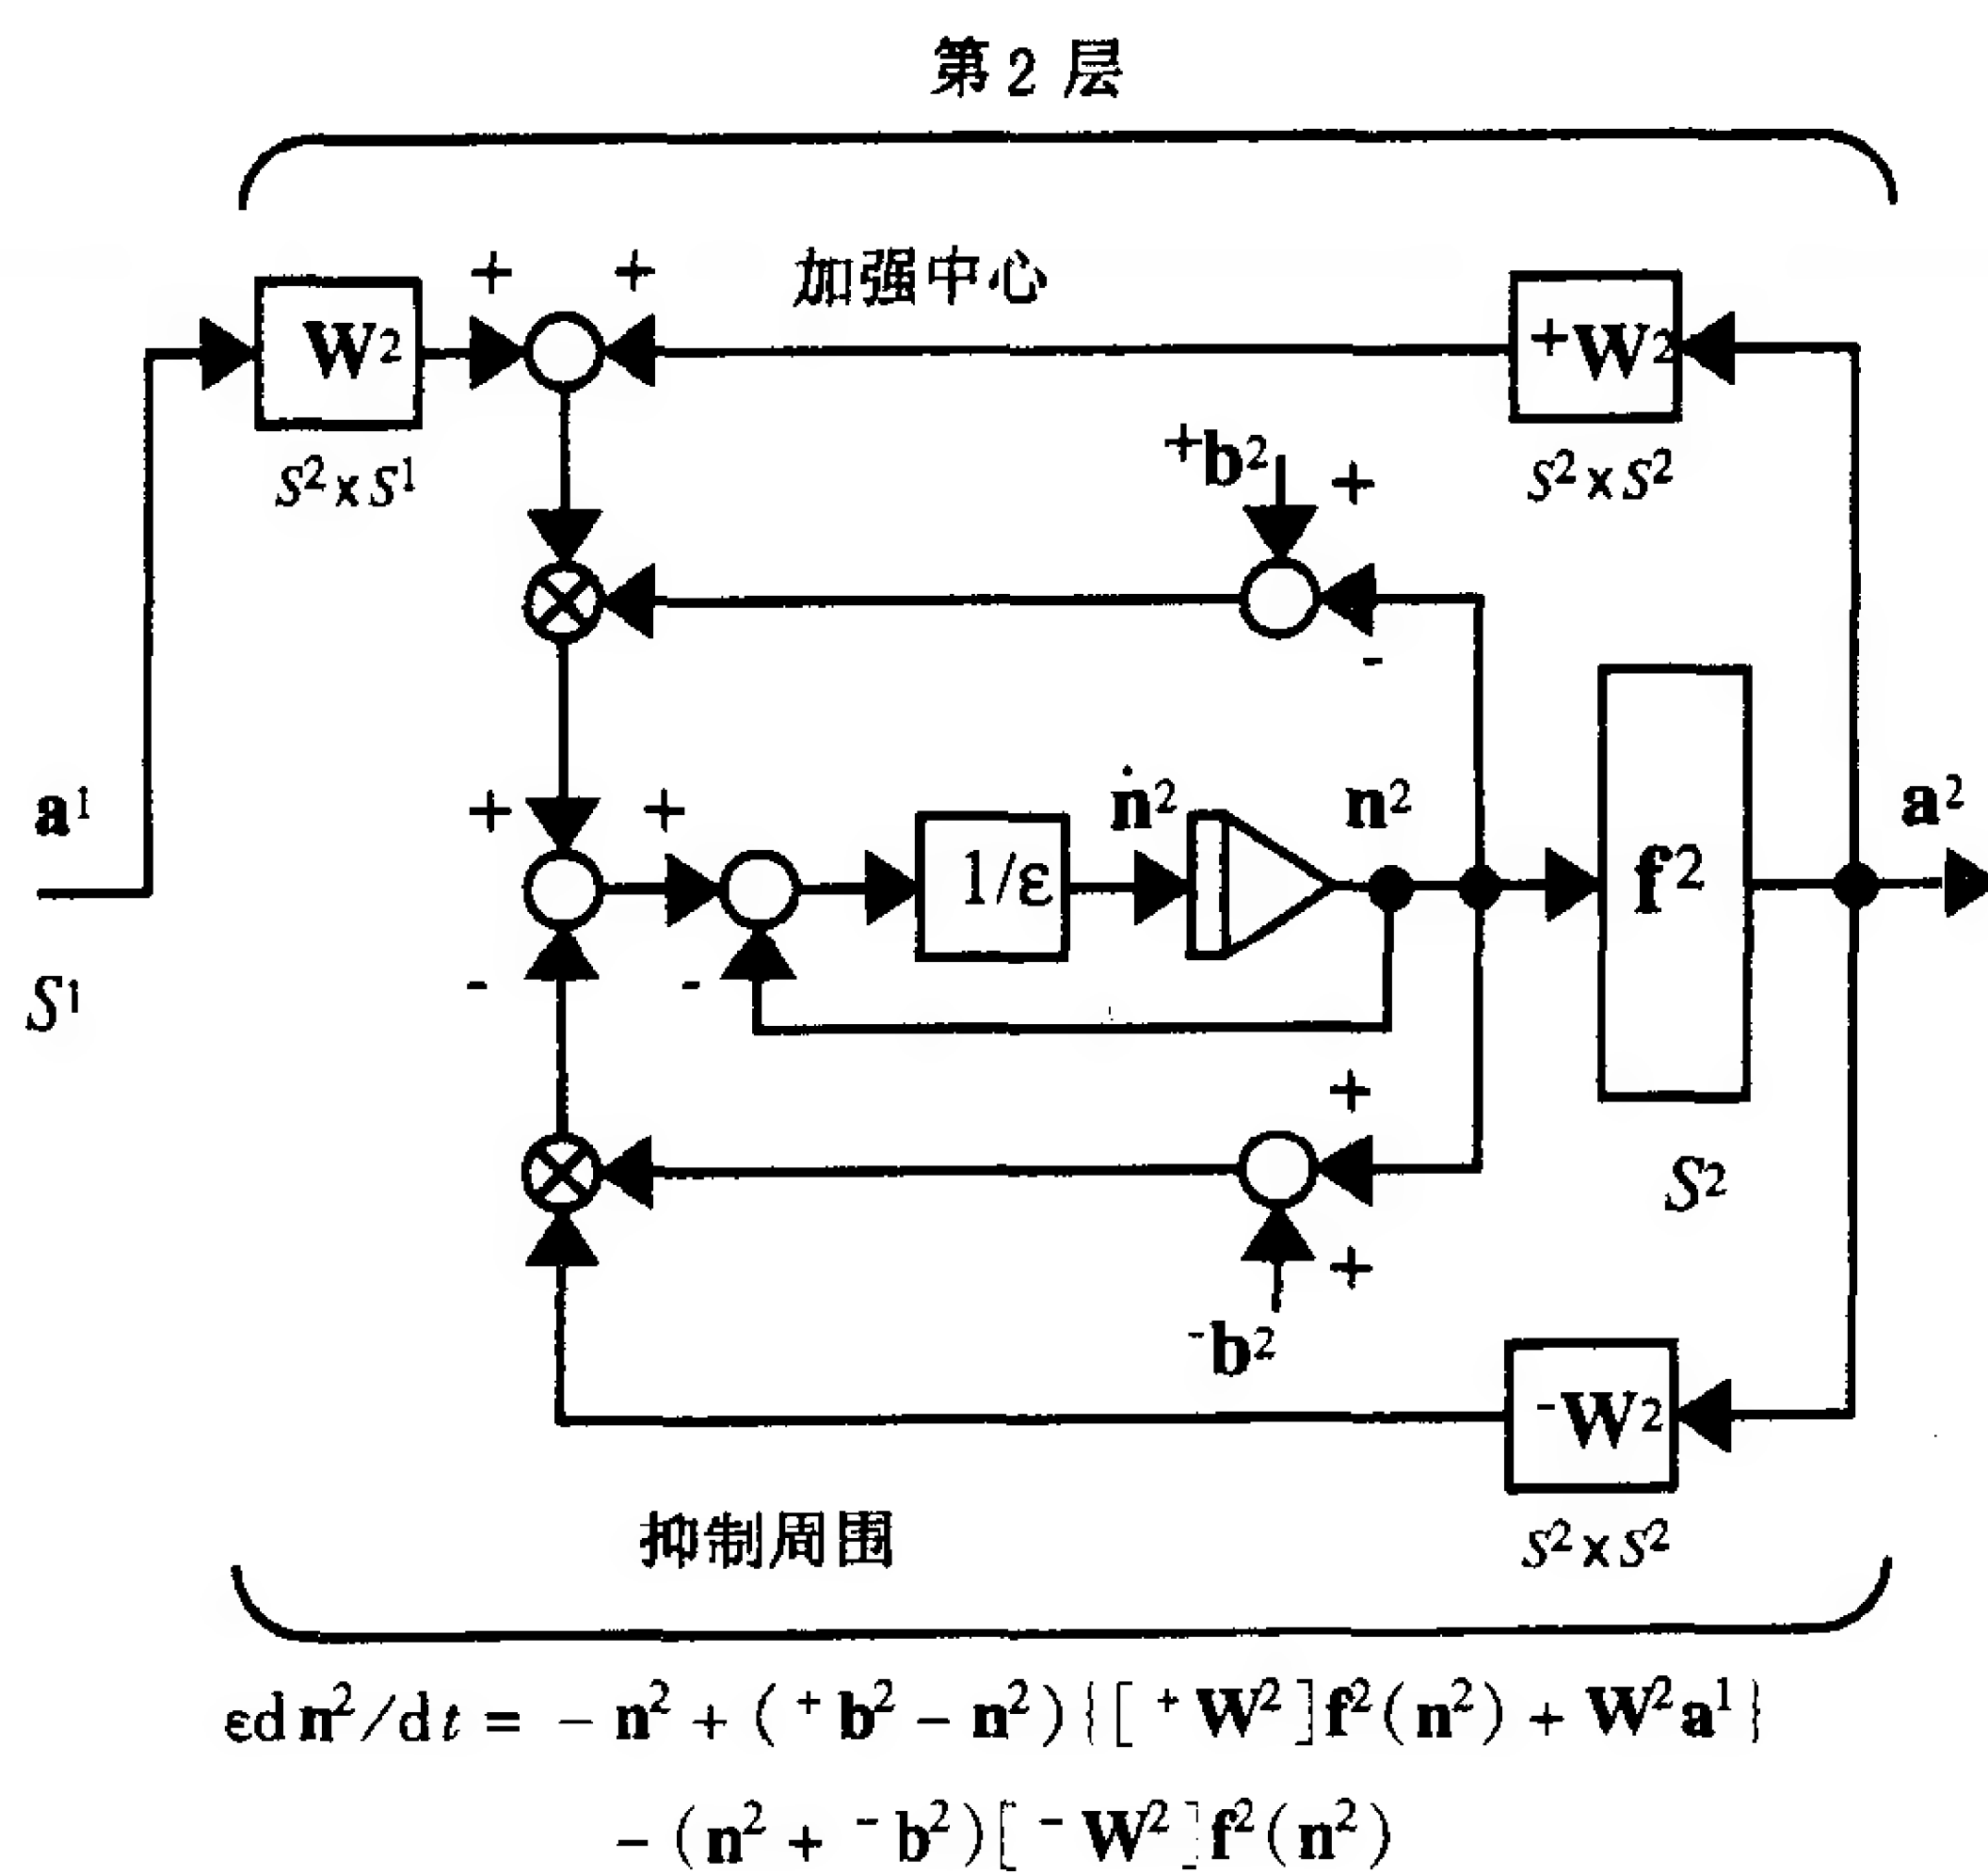 第2层
+ + 加强中心
W² +W²
S²×S¹ +b² + S²×S²
-
a¹ + + ṅ² n² a²
1/ε f²
S¹ - -
+
S²
+
-b²
-W²
抑制周围 S²×S²
εdn²/dt = - n² + (⁺b² - n²){[⁺W²]f²(n²) + W²a¹}
- (n² + ⁻b²)[⁻W²]f²(n²)